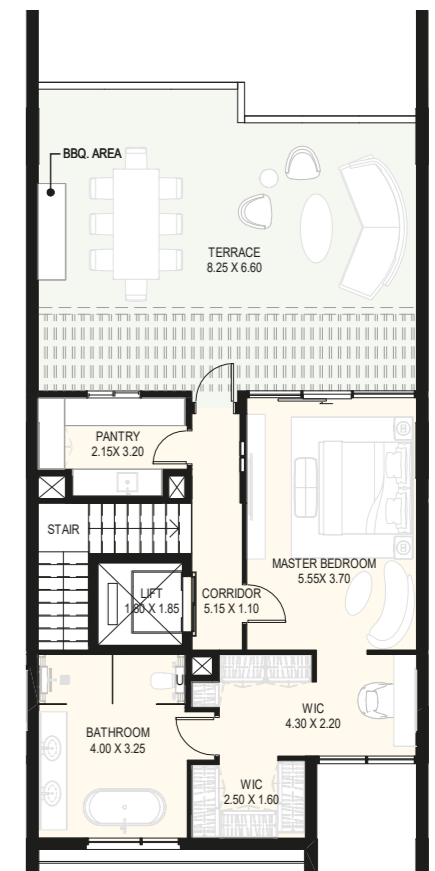 BBQ. AREA
TERRACE
8.25 X 6.60
PANTRY
2.15X 3.20
STAIR
LIFT
1.80 X 1.85
CORRIDOR
5.15 X 1.10
MASTER BEDROOM
5.55X 3.70
WIC
4.30 X 2.20
BATHROOM
4.00 X 3.25
WIC
2.50 X 1.60